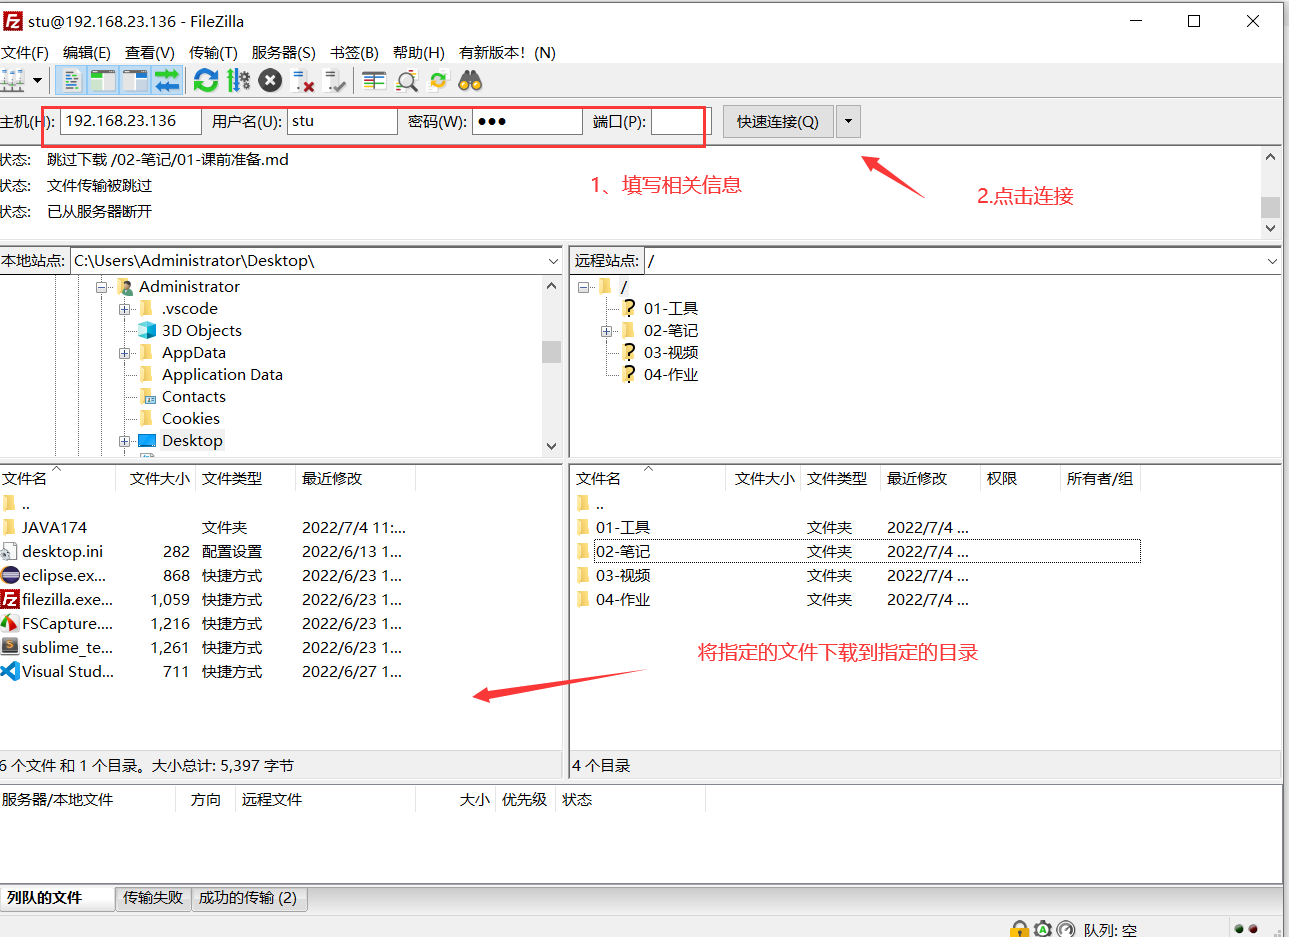 stu@192.168.23.136 - FileZilla
文件(F) 编辑(E) 查看(V) 传输(T) 服务器(S) 书签(B) 帮助(H) 有新版本！(N)
主机(H): 192.168.23.136 用户名(U): stu 密码(W): ●●● 端口(P): 快速连接(Q)
状态: 跳过下载 /02-笔记/01-课前准备.md
状态: 文件传输被跳过
状态: 已从服务器断开
1、填写相关信息
2.点击连接
本地站点: C:\Users\Administrator\Desktop\
Administrator
.vscode
3D Objects
AppData
Application Data
Contacts
Cookies
Desktop
远程站点: /
/
01-工具
02-笔记
03-视频
04-作业
文件名 文件大小 文件类型 最近修改
..
JAVA174 文件夹 2022/7/4 11:...
desktop.ini 282 配置设置 2022/6/13 1...
eclipse.ex... 868 快捷方式 2022/6/23 1...
filezilla.exe... 1,059 快捷方式 2022/6/23 1...
FSCapture.... 1,216 快捷方式 2022/6/23 1...
sublime_te... 1,261 快捷方式 2022/6/23 1...
Visual Stud... 711 快捷方式 2022/6/27 1...
6 个文件 和 1 个目录。大小总计: 5,397 字节
文件名 文件大小 文件类型 最近修改 权限 所有者/组
..
01-工具 文件夹 2022/7/4 ...
02-笔记 文件夹 2022/7/4 ...
03-视频 文件夹 2022/7/4 ...
04-作业 文件夹 2022/7/4 ...
将指定的文件下载到指定的目录
4 个目录
服务器/本地文件 方向 远程文件 大小 优先级 状态
列队的文件 传输失败 成功的传输 (2)
队列: 空